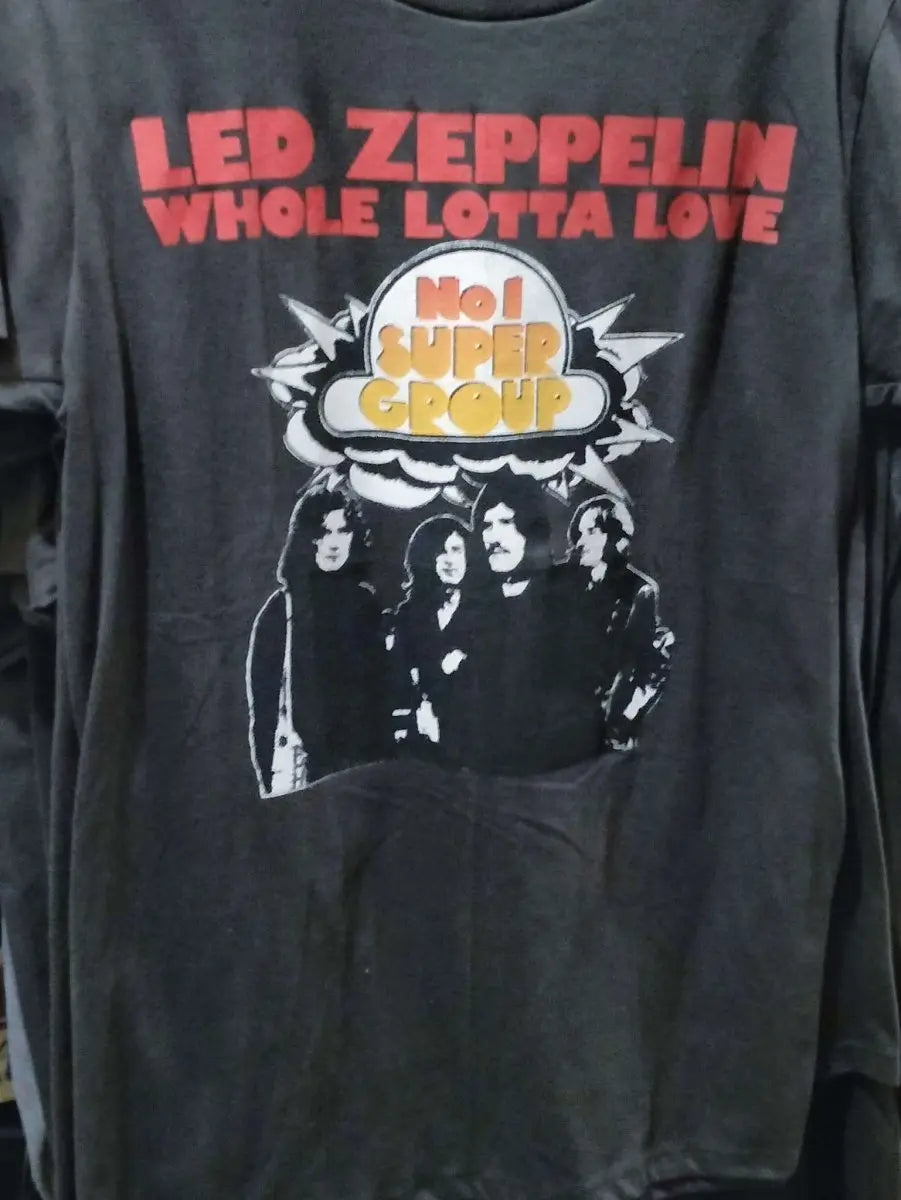 LED ZEPPELIN
WHOLE LOTTA LOVE
No1
SUPER
GROUP